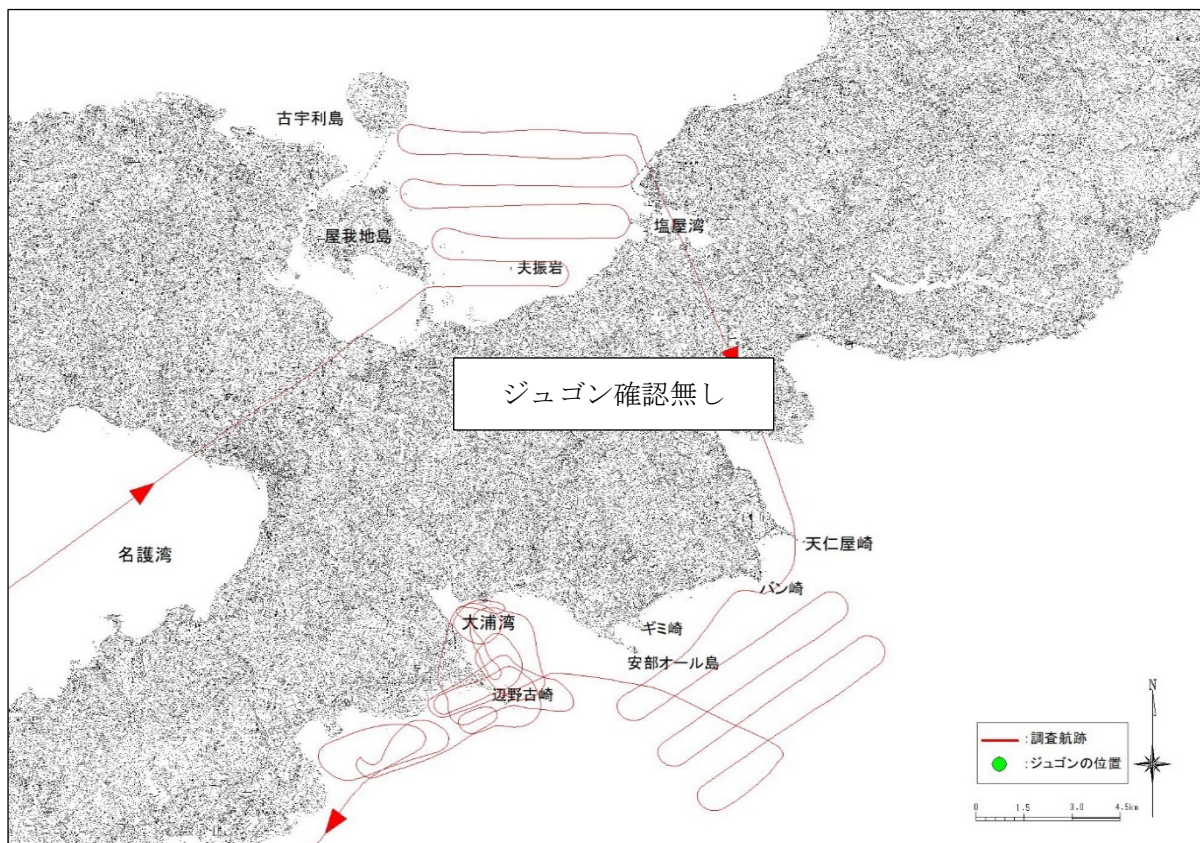 古宇利島
屋我地島
塩屋湾
夫振岩
ジュゴン確認無し
名護湾
天仁屋崎
バン崎
大浦湾
ギミ崎
安部オール島
辺野古崎
N
:調査航跡
:ジュゴンの位置
0 1.5 3.0 4.5km